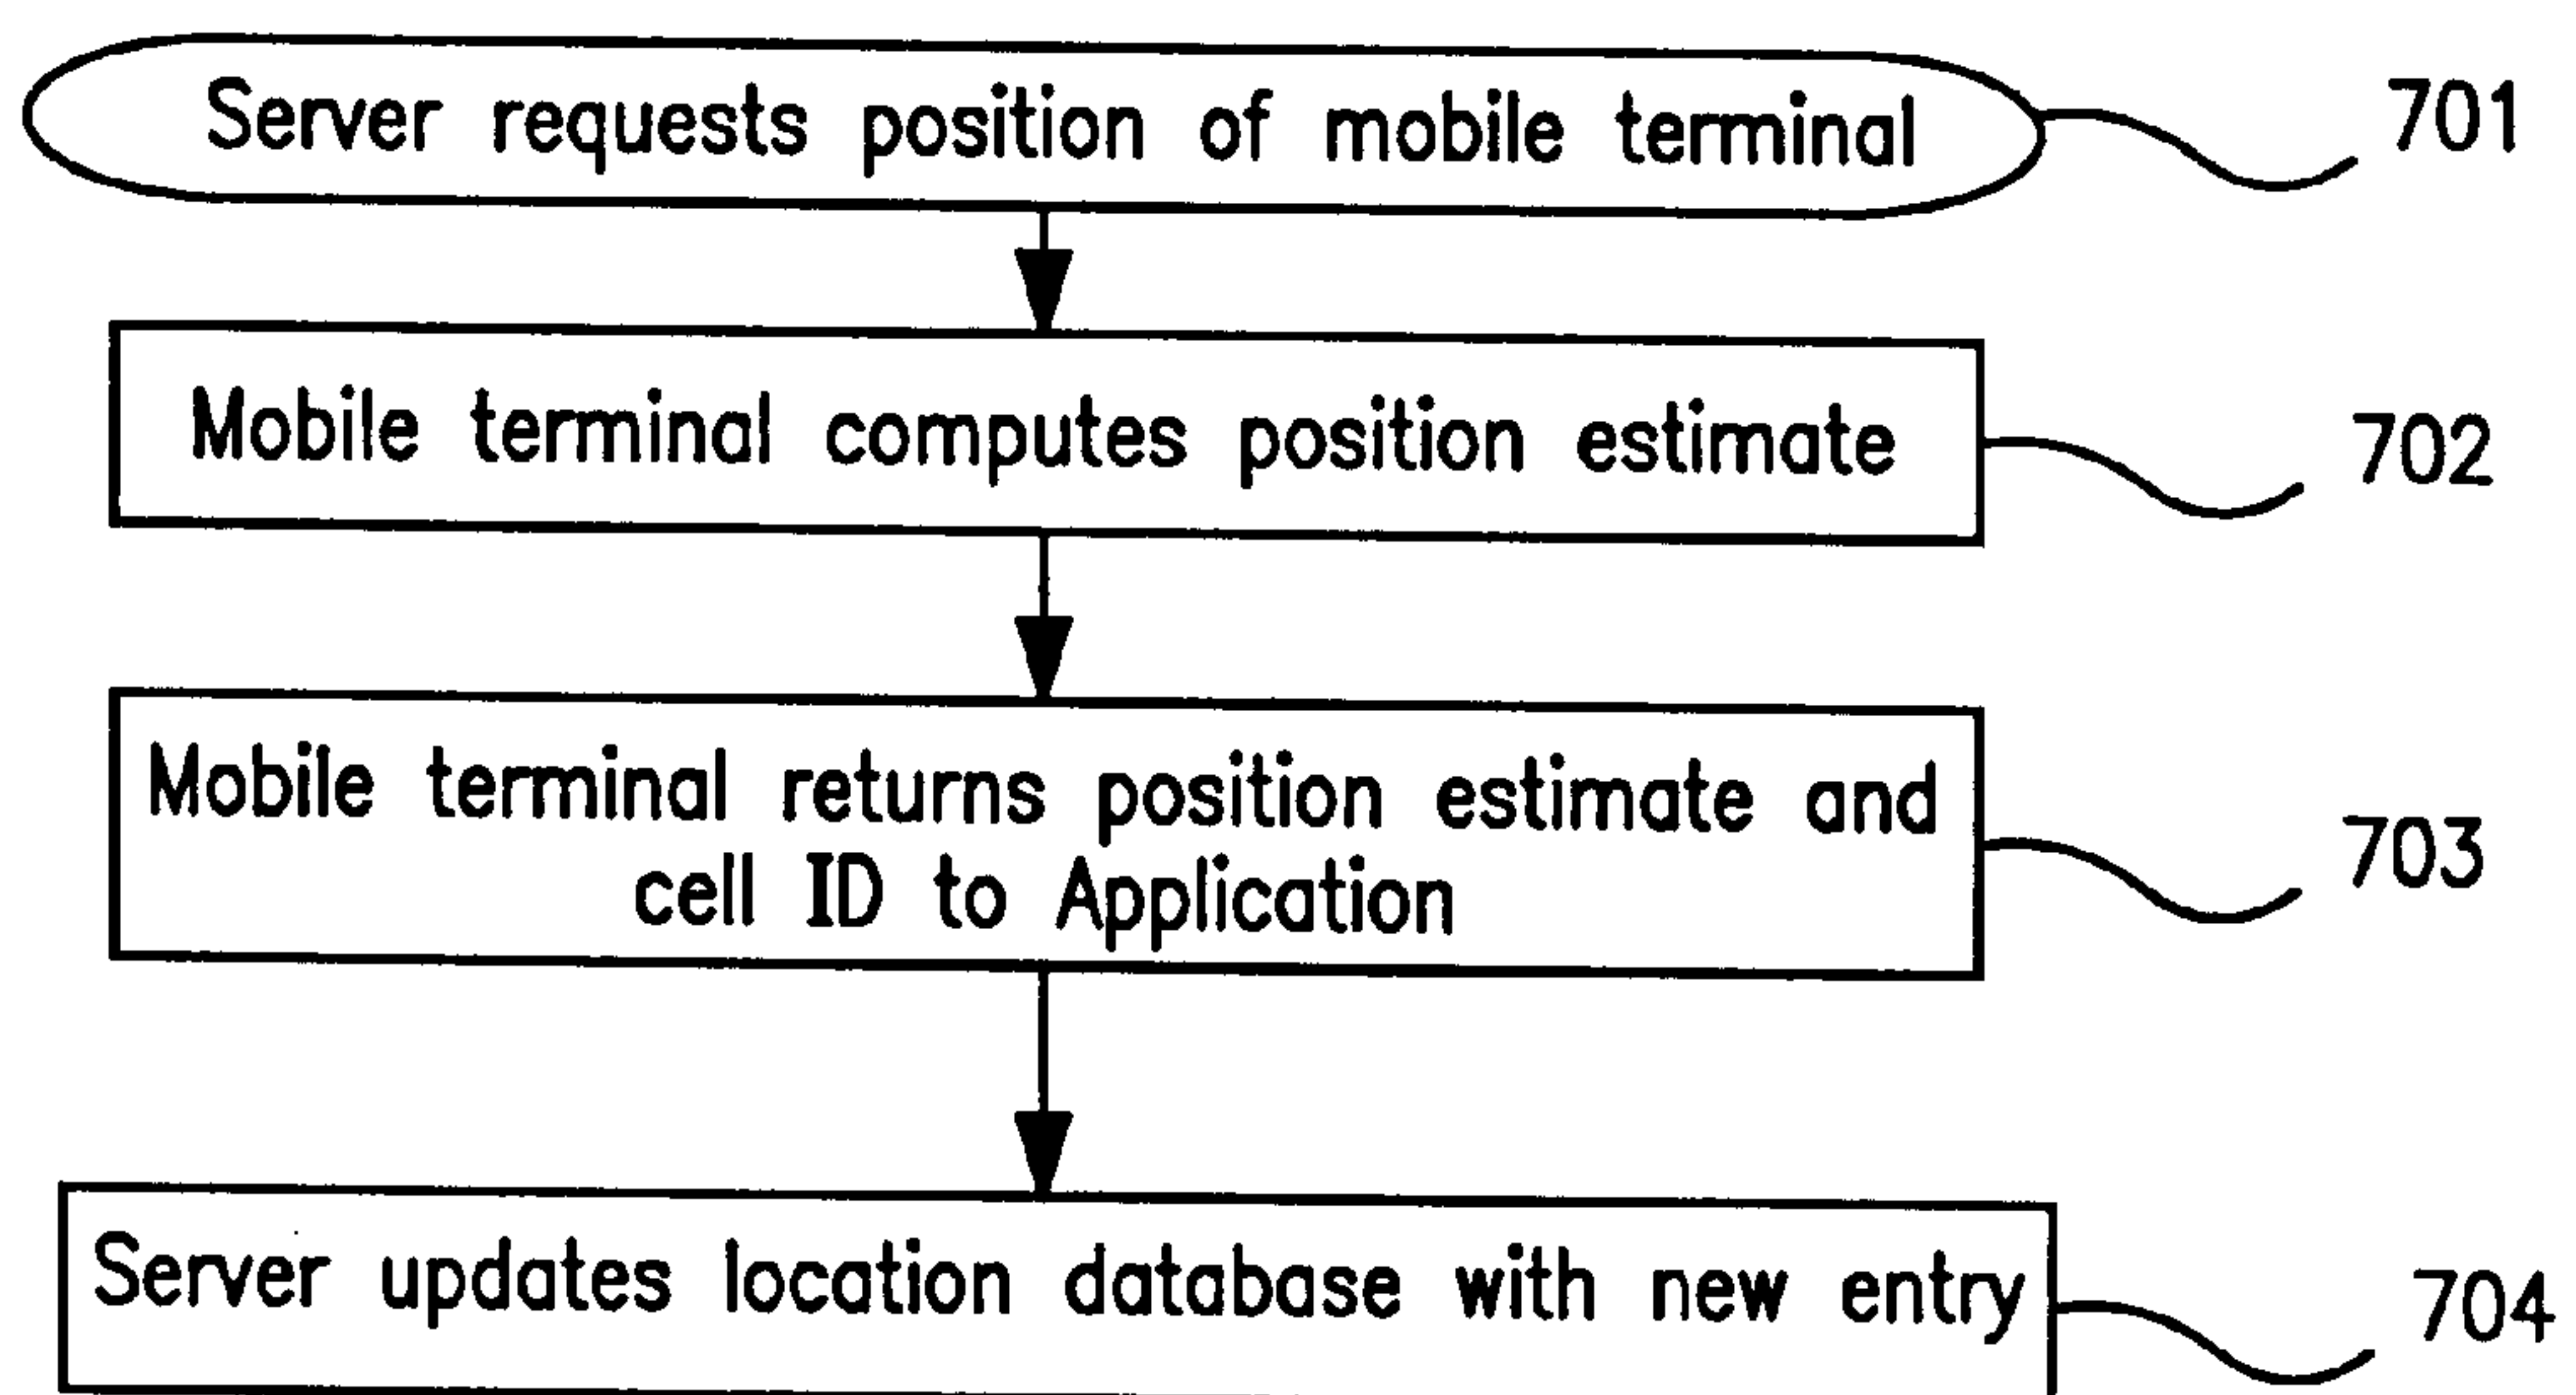 Server requests position of mobile terminal
701
Mobile terminal computes position estimate
702
Mobile terminal returns position estimate and
cell ID to Application
703
Server updates location database with new entry
704